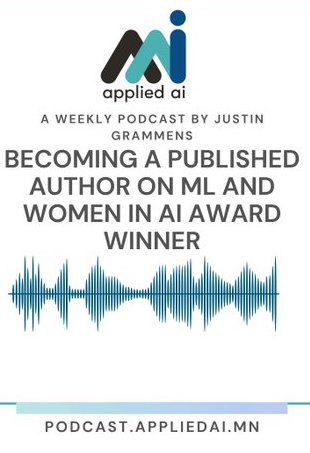 applied ai
A WEEKLY PODCAST BY JUSTIN
GRAMMENS
BECOMING A PUBLISHED
AUTHOR ON ML AND
WOMEN IN AI AWARD
WINNER
PODCAST.APPLIEDAI.MN